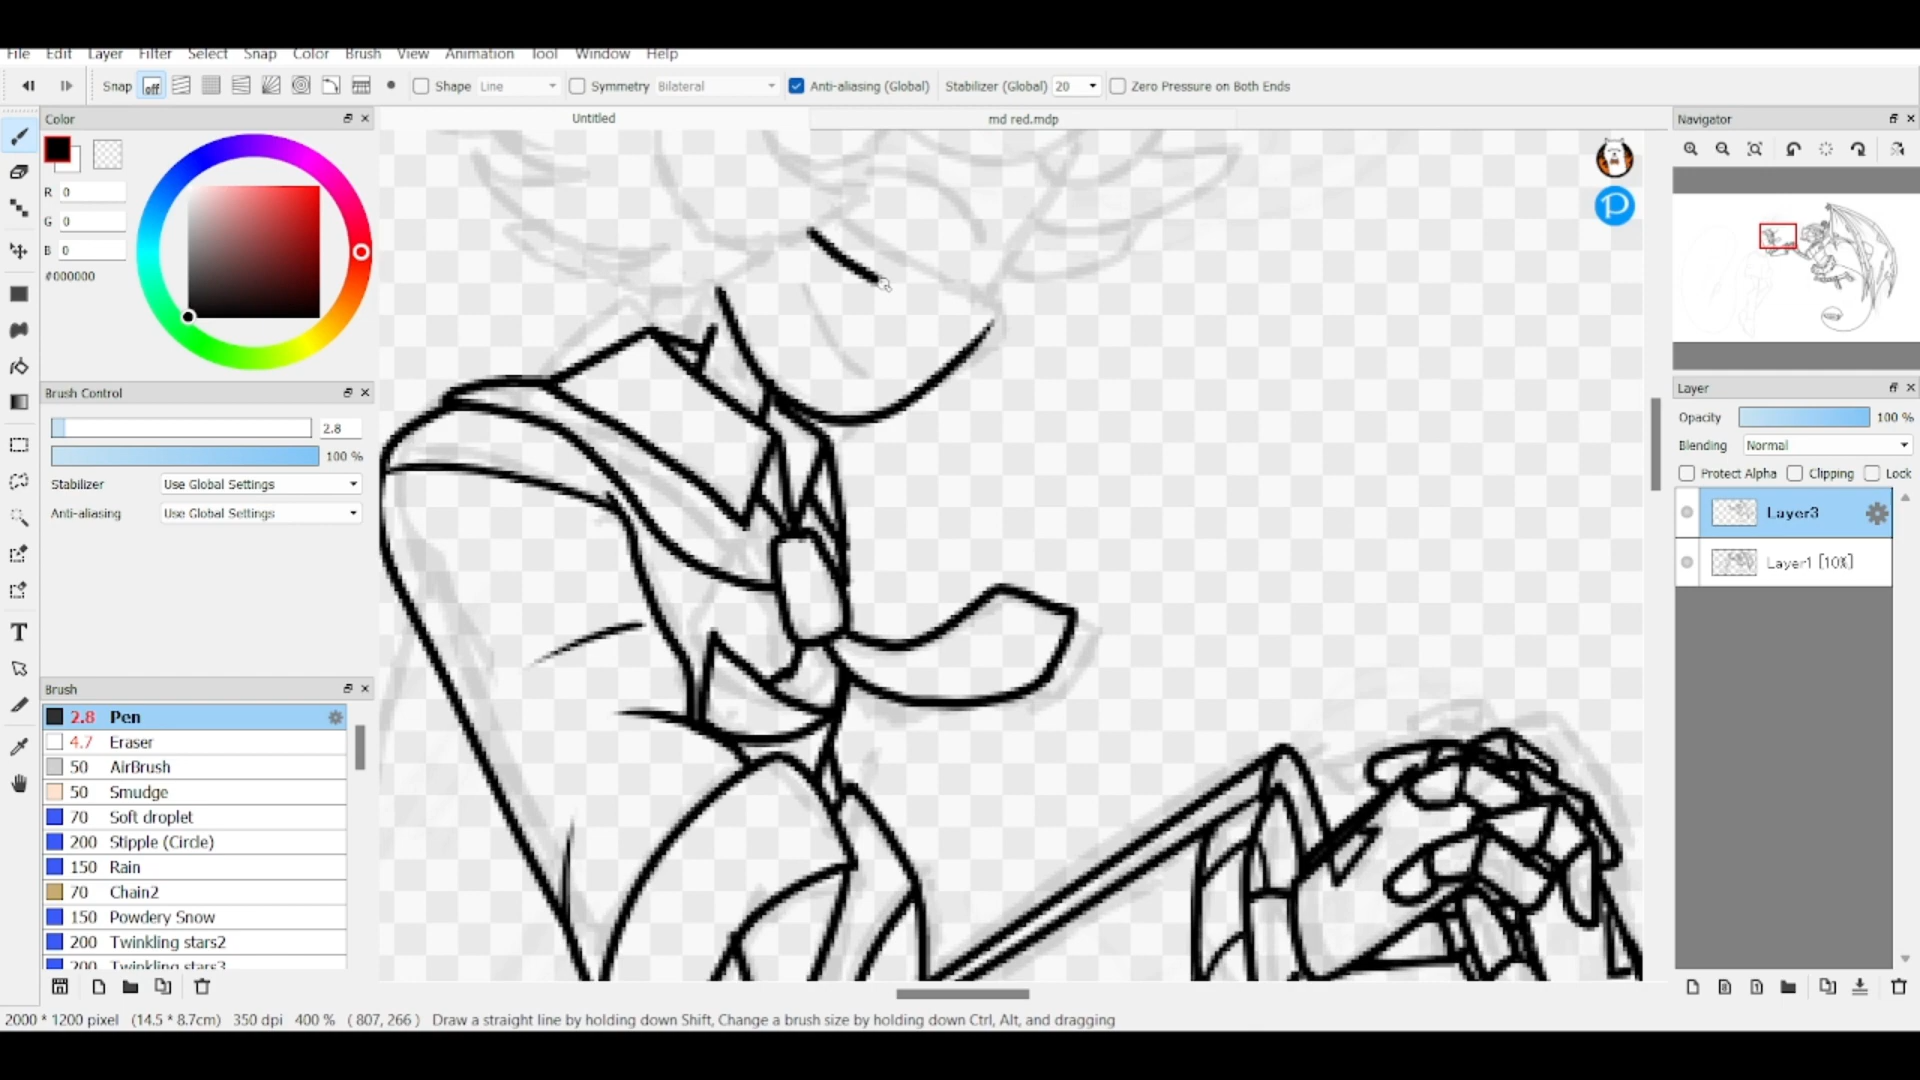 File Edit Layer Filter Select Snap Color Brush View Animation Tool Window Help
Snap off Shape Line Symmetry Bilateral Anti-aliasing (Global) Stabilizer (Global) 20 Zero Pressure on Both Ends
Color
Untitled
md red.mdp
Navigator
R 0
G 0
B 0
#000000
Brush Control
2.8
100 %
Stabilizer Use Global Settings
Anti-aliasing Use Global Settings
Layer
Opacity 100 %
Blending Normal
Protect Alpha Clipping Lock
Layer3
Layer1 [10%]
Brush
2.8 Pen
4.7 Eraser
50 AirBrush
50 Smudge
70 Soft droplet
200 Stipple (Circle)
150 Rain
70 Chain2
150 Powdery Snow
200 Twinkling stars2
200 Twinkling stars3
2000 * 1200 pixel (14.5 * 8.7cm) 350 dpi 400 % ( 807, 266 ) Draw a straight line by holding down Shift, Change a brush size by holding down Ctrl, Alt, and dragging